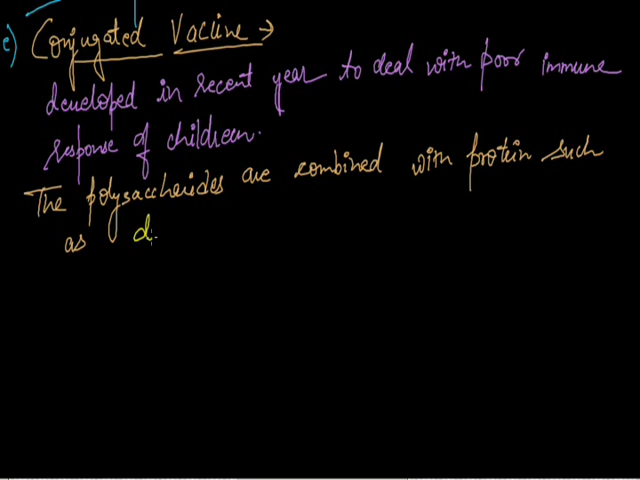 e) Conjugated Vaccine →
developed in recent year to deal with poor immune
response of children.
The polysaccharides are combined with protein such
as d